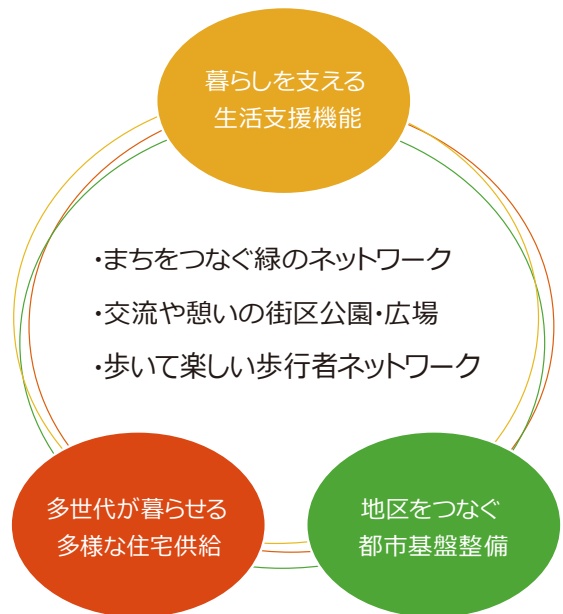 暮らしを支える
生活支援機能
・まちをつなぐ緑のネットワーク
・交流や憩いの街区公園・広場
・歩いて楽しい歩行者ネットワーク
多世代が暮らせる
多様な住宅供給
地区をつなぐ
都市基盤整備